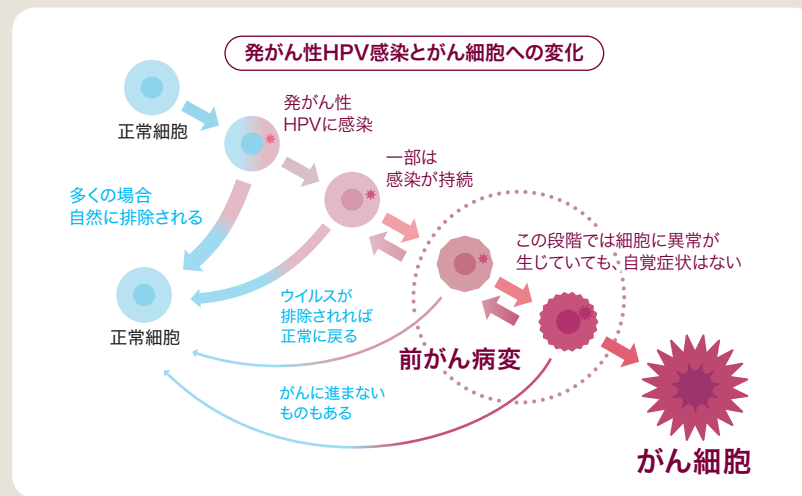 発がん性HPV感染とがん細胞への変化
正常細胞
発がん性
HPVに感染
一部は
感染が持続
多くの場合
自然に排除される
この段階では細胞に異常が
生じていても、自覚症状はない
正常細胞
ウイルスが
排除されれば
正常に戻る
前がん病変
がんに進まない
ものもある
がん細胞